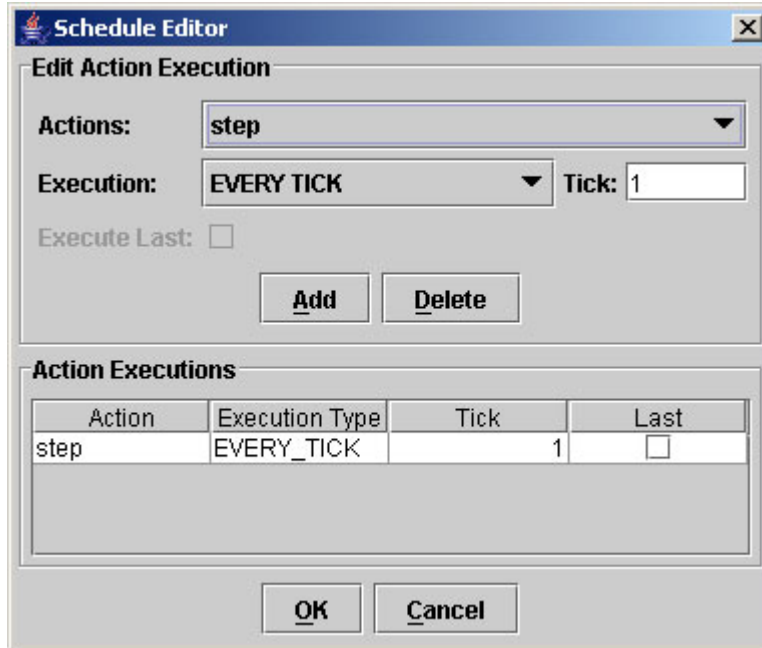 Schedule Editor
Edit Action Execution
Actions: step
Execution: EVERY TICK Tick: 1
Execute Last:
Add Delete
Action Executions
Action Execution Type Tick Last
step EVERY_TICK 1
OK Cancel